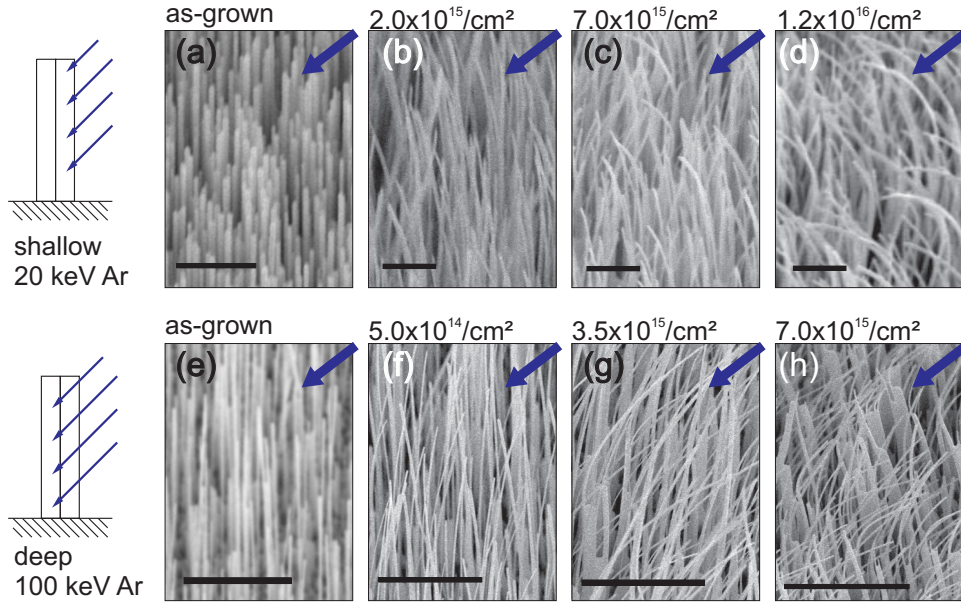 as-grown 2.0x10¹⁵/cm² 7.0x10¹⁵/cm² 1.2x10¹⁶/cm²
(a) (b) (c) (d)
shallow
20 keV Ar
as-grown 5.0x10¹⁴/cm² 3.5x10¹⁵/cm² 7.0x10¹⁵/cm²
(e) (f) (g) (h)
deep
100 keV Ar